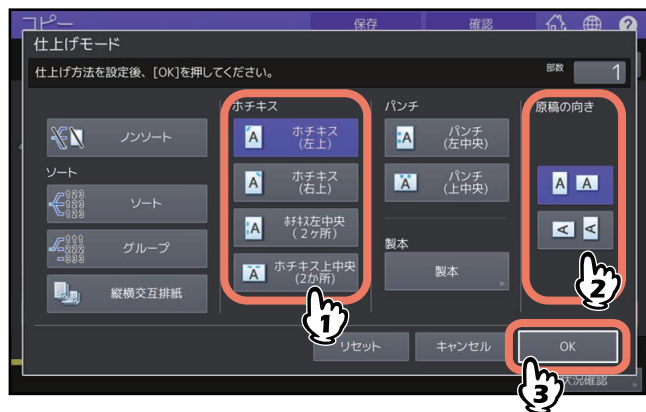 コピー
保存
確認
仕上げモード
仕上げ方法を設定後、[OK]を押してください。
部数
1
ノンソート
ソート
ソート
グループ
縦横交互排紙
ホチキス
ホチキス
(左上)
ホチキス
(右上)
ホチキス左中央
(2ヶ所)
ホチキス上中央
(2か所)
1
パンチ
パンチ
(左中央)
パンチ
(上中央)
製本
製本
原稿の向き
2
リセット
キャンセル
OK
3
状況確認